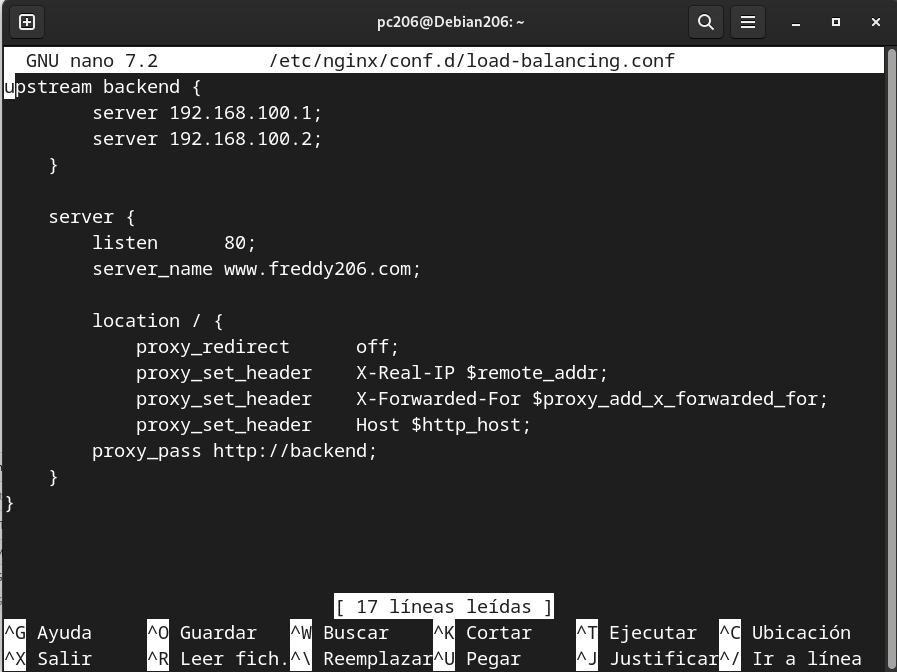 pc206@Debian206: ~
GNU nano 7.2 /etc/nginx/conf.d/load-balancing.conf
upstream backend {
        server 192.168.100.1;
        server 192.168.100.2;
    }

    server {
        listen      80;
        server_name www.freddy206.com;

        location / {
            proxy_redirect      off;
            proxy_set_header    X-Real-IP $remote_addr;
            proxy_set_header    X-Forwarded-For $proxy_add_x_forwarded_for;
            proxy_set_header    Host $http_host;
        proxy_pass http://backend;
    }
}
[ 17 líneas leídas ]
^G Ayuda ^O Guardar ^W Buscar ^K Cortar ^T Ejecutar ^C Ubicación
^X Salir ^R Leer fich. ^\ Reemplazar ^U Pegar ^J Justificar ^/ Ir a línea